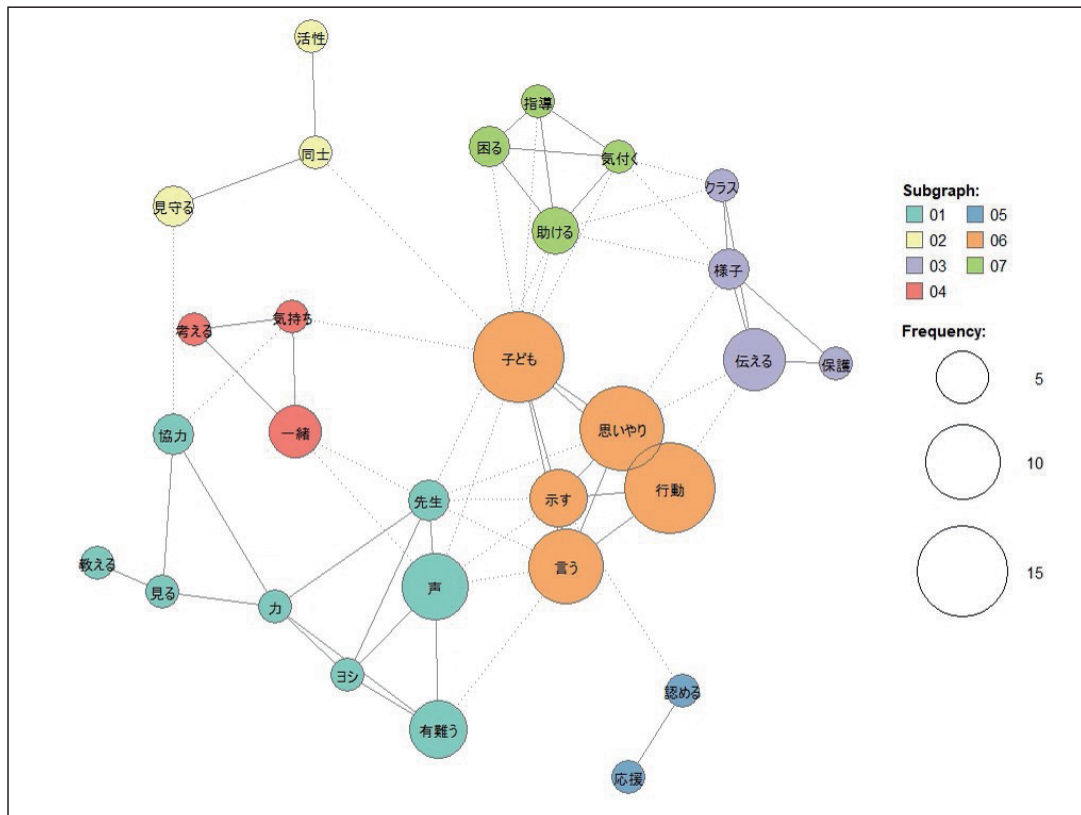 活性
同士
見守る
指導
困る
気付く
助ける
クラス
様子
伝える
保護
考える
気持ち
一緒
子ども
思いやり
行動
示す
言う
協力
先生
教える
見る
力
声
ヨシ
有難う
認める
応援
Subgraph:
01 05
02 06
03 07
04
Frequency:
5
10
15